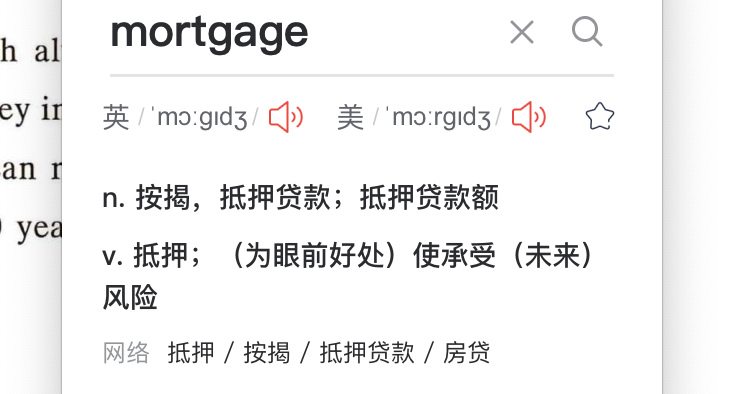 mortgage
英 /ˈmɔːɡɪdʒ/ 美 /ˈmɔːrɡɪdʒ/
n. 按揭，抵押贷款；抵押贷款额
v. 抵押；（为眼前好处）使承受（未来）
风险
网络 抵押 / 按揭 / 抵押贷款 / 房贷
yea